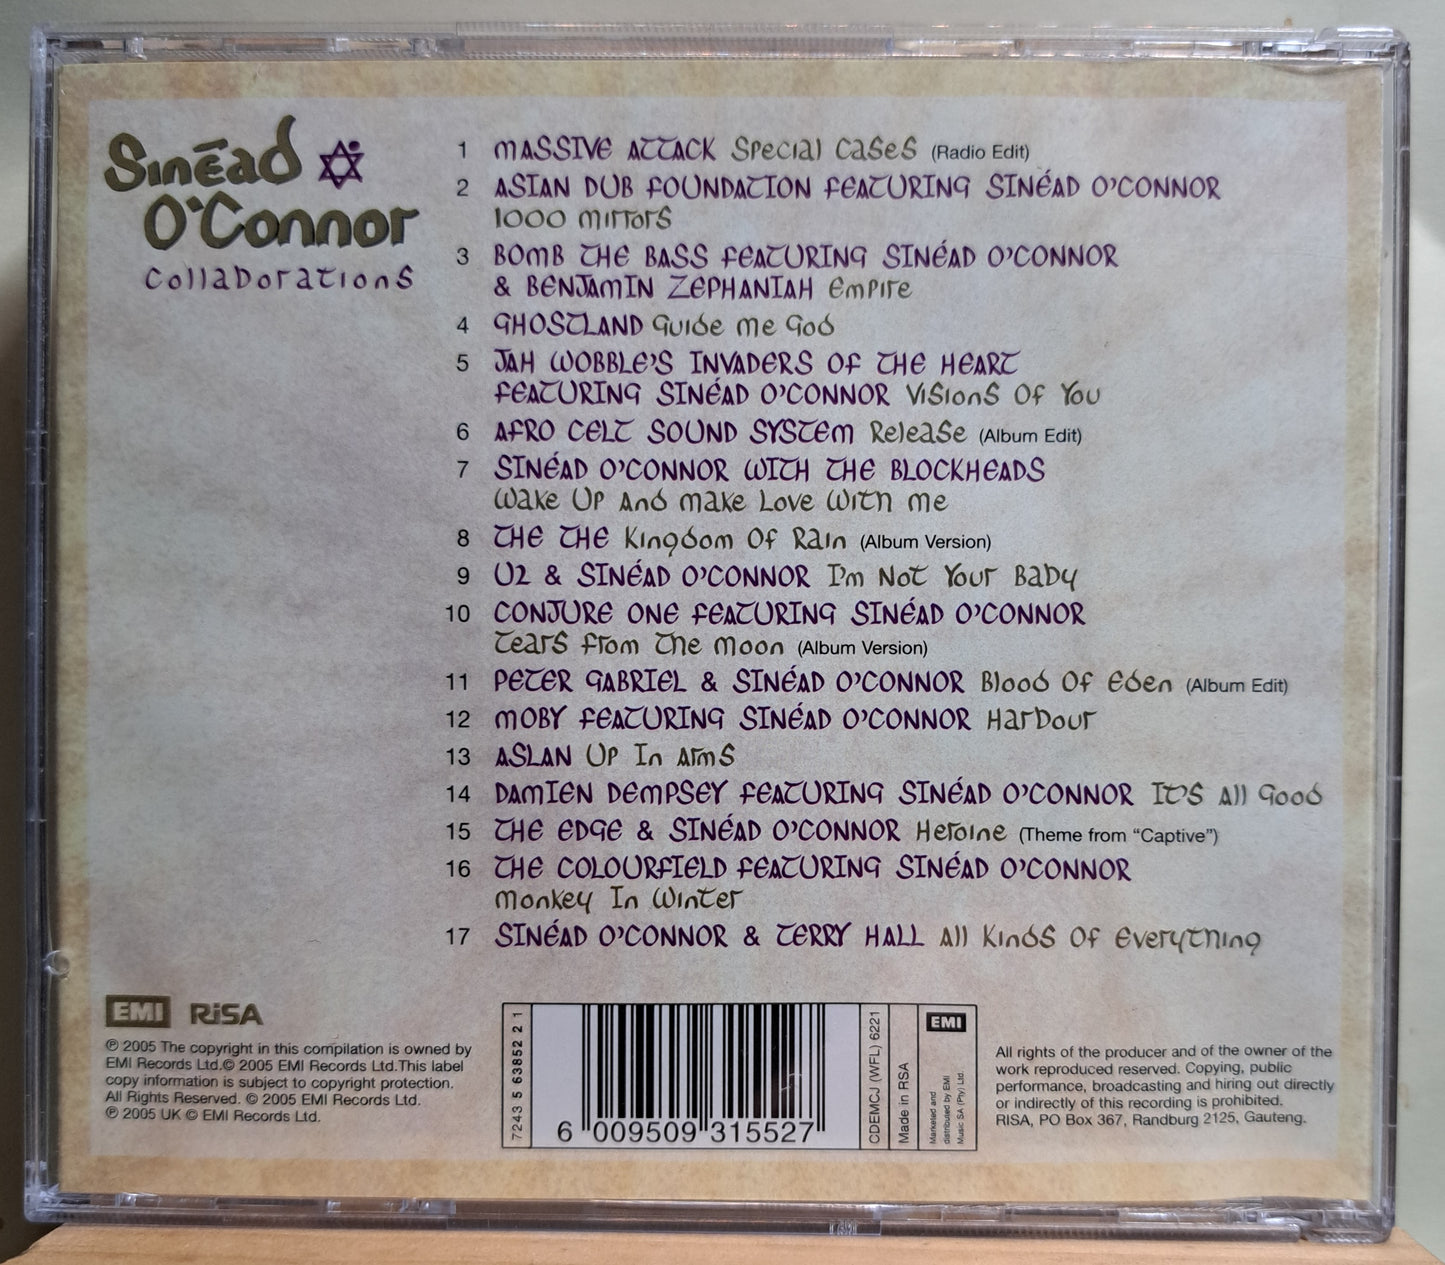 Sinéad
O'Connor
Collaborations
1 MASSIVE ATTACK Special Cases (Radio Edit)
2 ASIAN DUB FOUNDATION FEATURING SINÉAD O'CONNOR
1000 Mirrors
3 BOMB THE BASS FEATURING SINÉAD O'CONNOR
& BENJAMIN ZEPHANIAH Empire
4 GHOSTLAND Guide Me God
5 JAH WOBBLE'S INVADERS OF THE HEART
FEATURING SINÉAD O'CONNOR Visions Of You
6 AFRO CELT SOUND SYSTEM Release (Album Edit)
7 SINÉAD O'CONNOR WITH THE BLOCKHEADS
Wake Up And Make Love With Me
8 THE THE Kingdom Of Rain (Album Version)
9 U2 & SINÉAD O'CONNOR I'm Not Your Baby
10 CONJURE ONE FEATURING SINÉAD O'CONNOR
Tears From The Moon (Album Version)
11 PETER GABRIEL & SINÉAD O'CONNOR Blood Of Eden (Album Edit)
12 MOBY FEATURING SINÉAD O'CONNOR Harbour
13 ASLAN Up In Arms
14 DAMIEN DEMPSEY FEATURING SINÉAD O'CONNOR It's All Good
15 THE EDGE & SINÉAD O'CONNOR Heroine (Theme from “Captive”)
16 THE COLOURFIELD FEATURING SINÉAD O'CONNOR
Monkey In Winter
17 SINÉAD O'CONNOR & TERRY HALL All Kinds Of Everything
EMI RiSA
℗ 2005 The copyright in this compilation is owned by
EMI Records Ltd.© 2005 EMI Records Ltd.This label
copy information is subject to copyright protection.
All Rights Reserved. © 2005 EMI Records Ltd.
℗ 2005 UK © EMI Records Ltd.
7243 5 63852 2 1
6 009509 315527
CDEMCJ (WFL) 6221
Made in RSA
EMI
Marketed and
distributed by EMI
Music SA (Pty) Ltd.
All rights of the producer and of the owner of the
work reproduced reserved. Copying, public
performance, broadcasting and hiring out directly
or indirectly of this recording is prohibited.
RISA, PO Box 367, Randburg 2125, Gauteng.